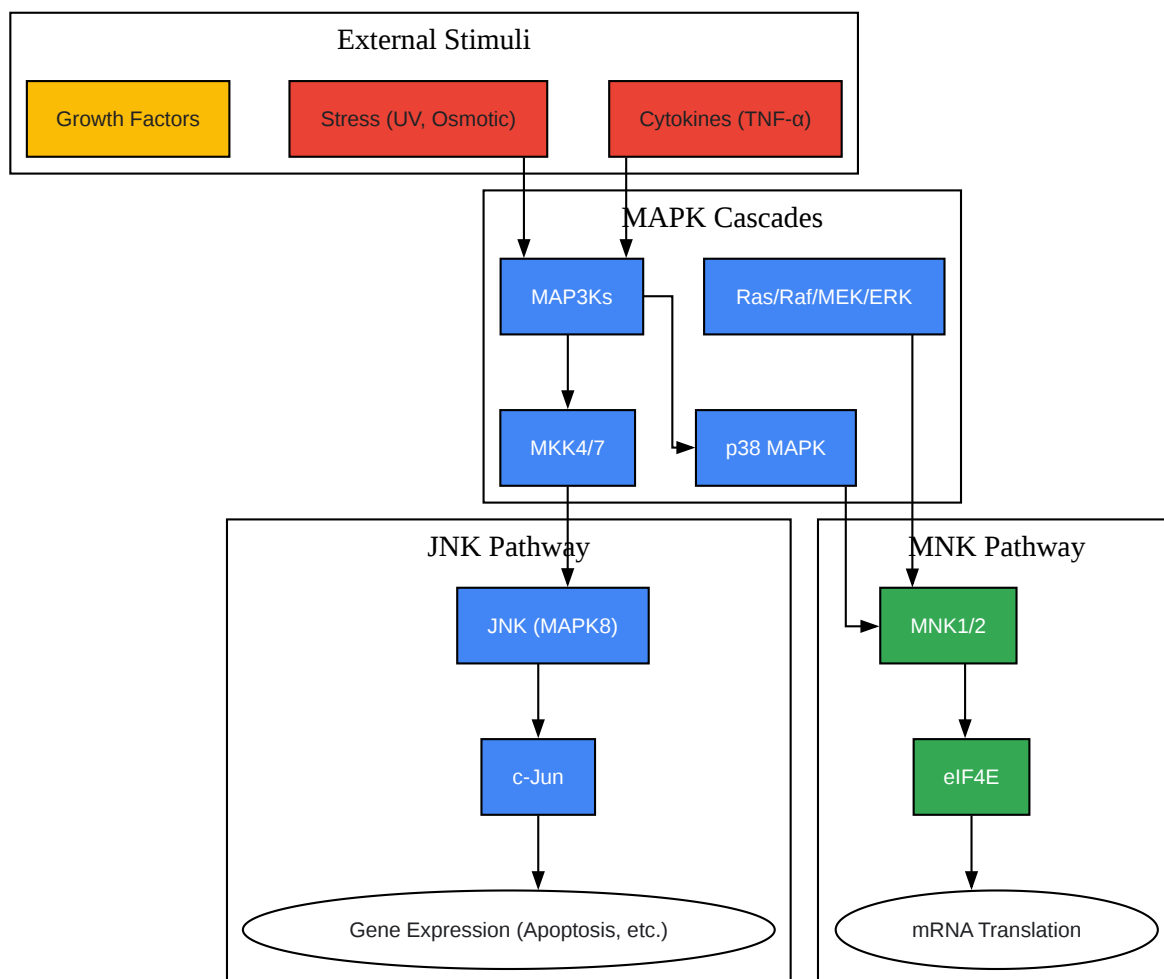 External Stimuli
Growth Factors
Stress (UV, Osmotic)
Cytokines (TNF-α)
MAPK Cascades
MAP3Ks
Ras/Raf/MEK/ERK
MKK4/7
p38 MAPK
JNK Pathway
MNK Pathway
JNK (MAPK8)
MNK1/2
c-Jun
eIF4E
Gene Expression (Apoptosis, etc.)
mRNA Translation